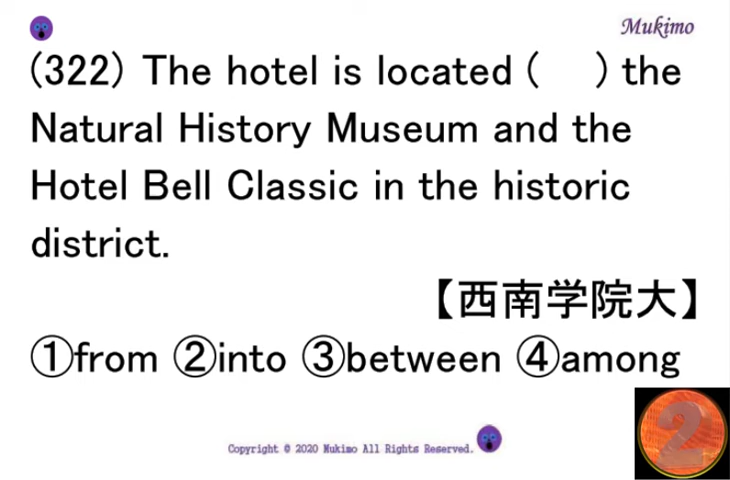 Mukimo
(322) The hotel is located (    ) the
Natural History Museum and the
Hotel Bell Classic in the historic
district.
【西南学院大】
①from ②into ③between ④among
2
Copyright © 2020 Mukimo All Rights Reserved.